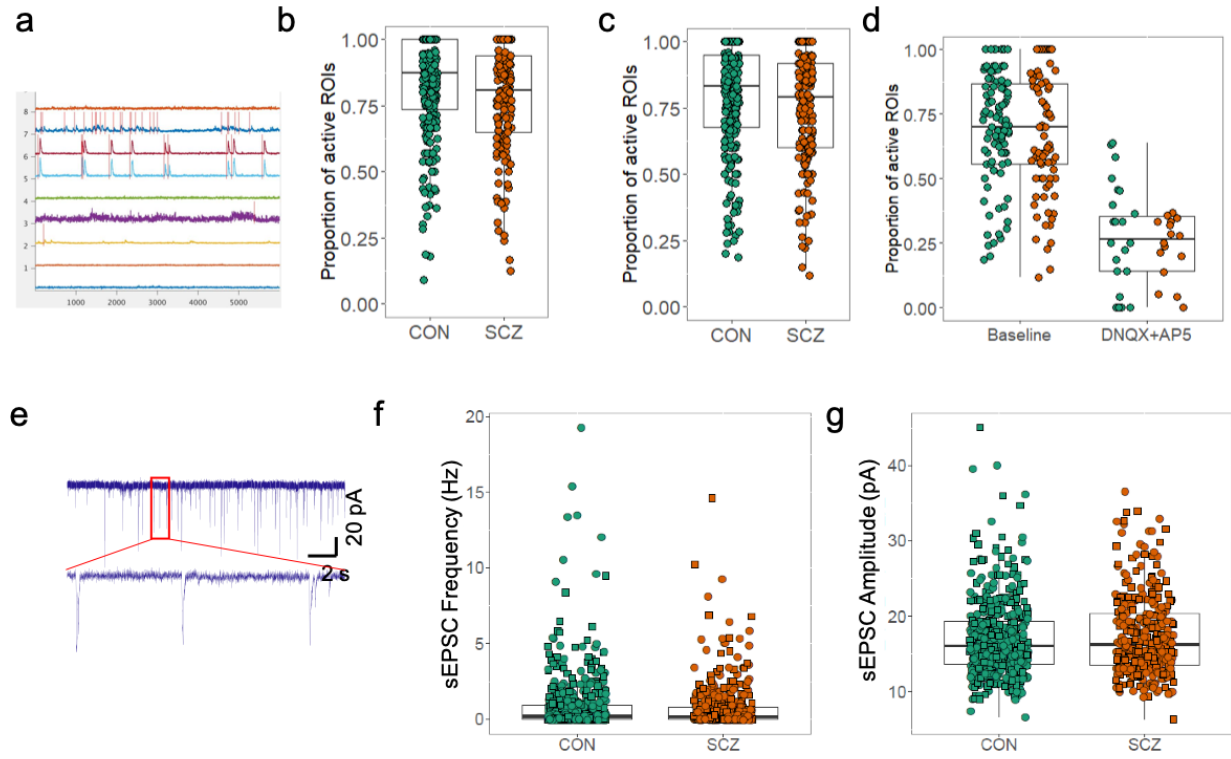 a
8
7
6
5
4
3
2
1
1000 2000 3000 4000 5000
b
Proportion of active ROIs
1.00
0.75
0.50
0.25
0.00
CON SCZ
c
Proportion of active ROIs
1.00
0.75
0.50
0.25
0.00
CON SCZ
d
Proportion of active ROIs
1.00
0.75
0.50
0.25
0.00
Baseline DNQX+AP5
e
20 pA
2 s
f
sEPSC Frequency (Hz)
20
15
10
5
0
CON SCZ
g
sEPSC Amplitude (pA)
40
30
20
10
CON SCZ